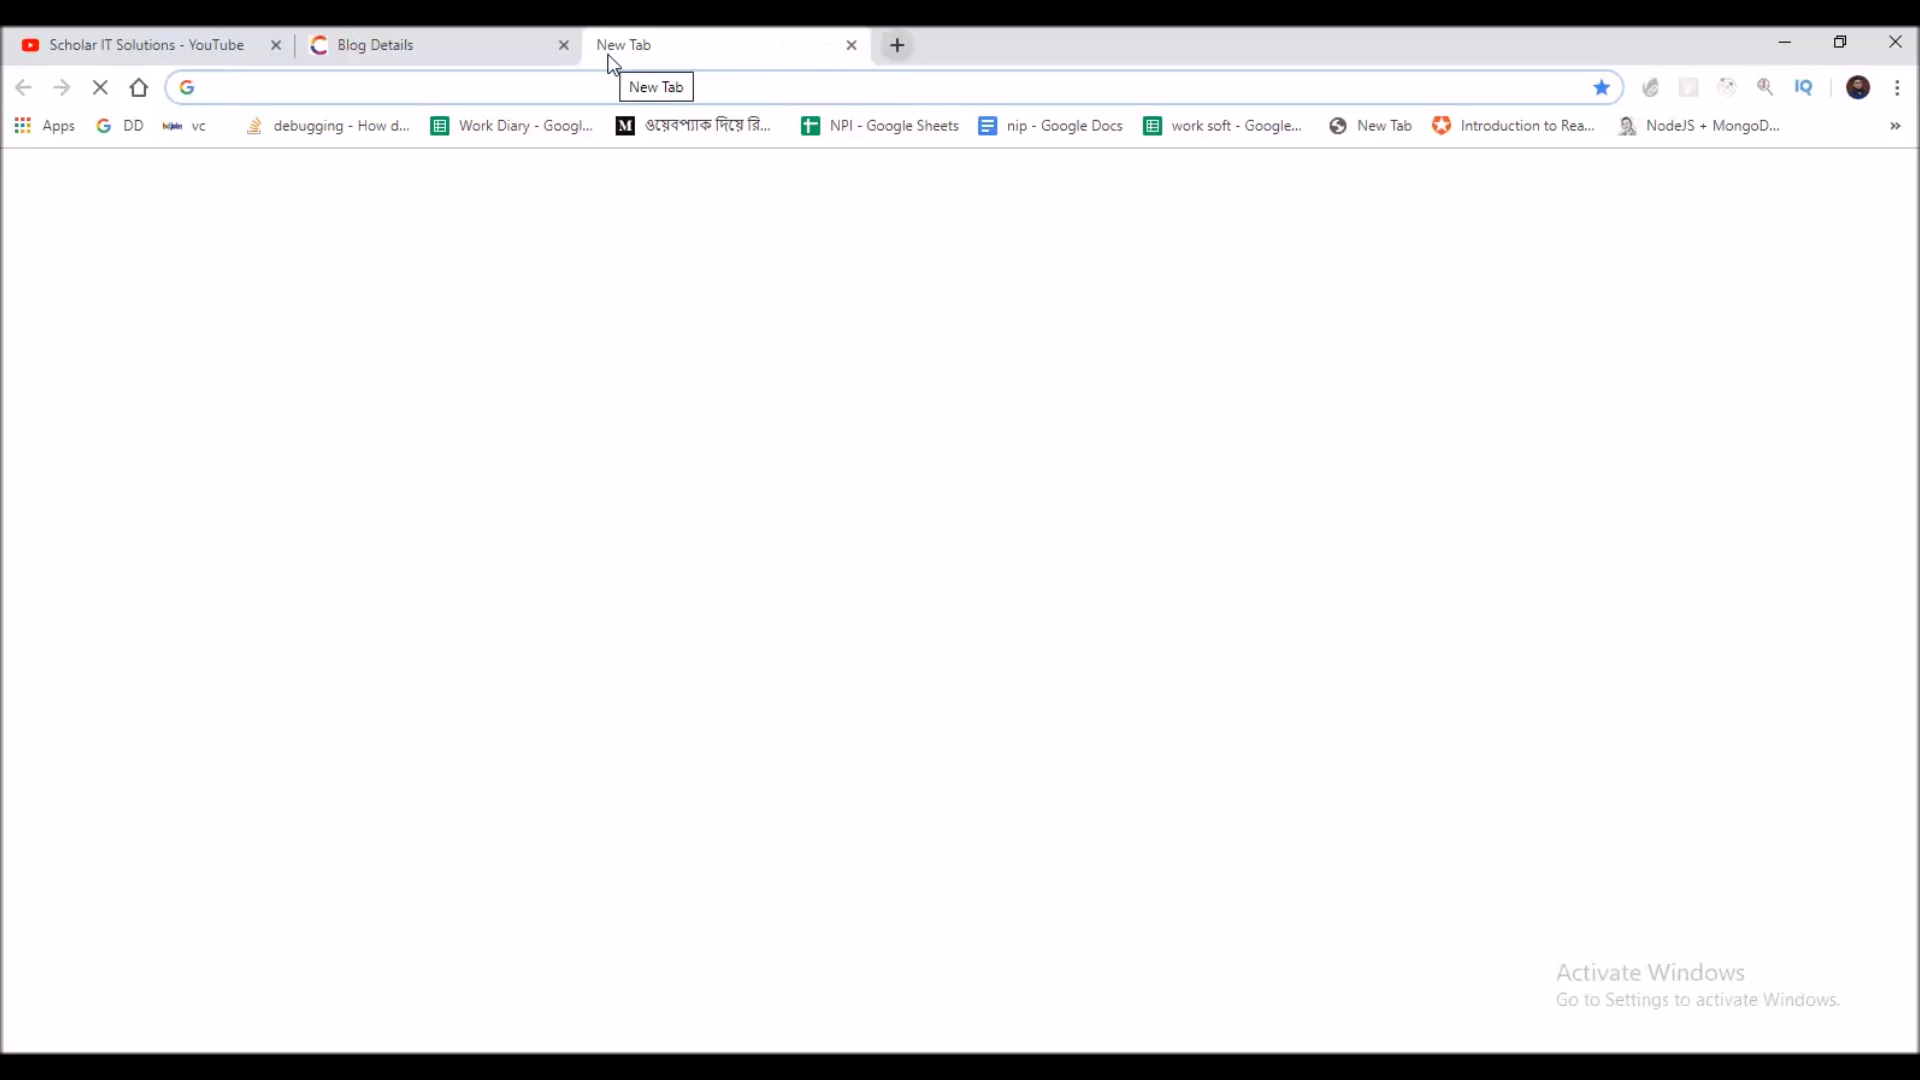 Scholar IT Solutions - YouTube
Blog Details
New Tab
New Tab
Apps
DD
vc
debugging - How d...
Work Diary - Googl...
ওয়েবপ্যাক দিয়ে রি...
NPI - Google Sheets
nip - Google Docs
work soft - Google...
New Tab
Introduction to Rea...
NodeJS + MongoD...
Activate Windows
Go to Settings to activate Windows.